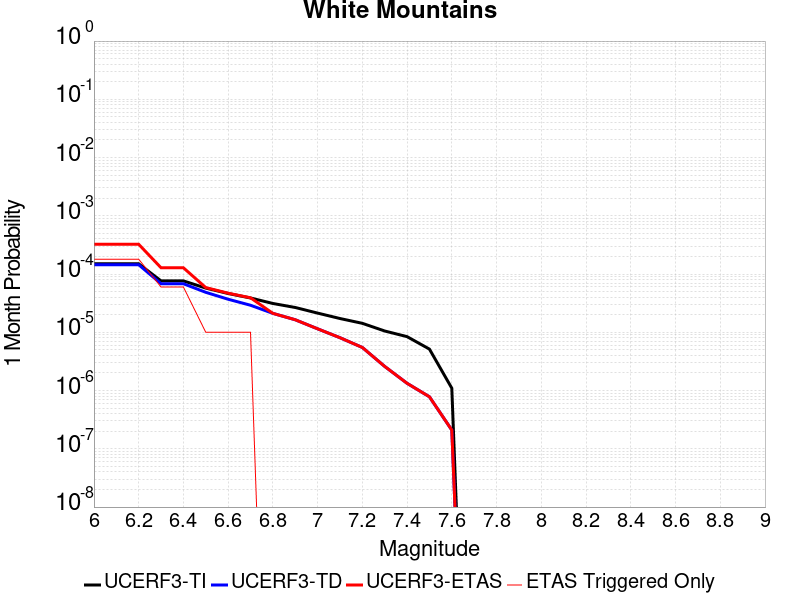 White Mountains
10^0
10^-1
10^-2
10^-3
10^-4
10^-5
10^-6
10^-7
10^-8
1 Month Probability
6 6.2 6.4 6.6 6.8 7 7.2 7.4 7.6 7.8 8 8.2 8.4 8.6 8.8 9
Magnitude
UCERF3-TI UCERF3-TD UCERF3-ETAS ETAS Triggered Only